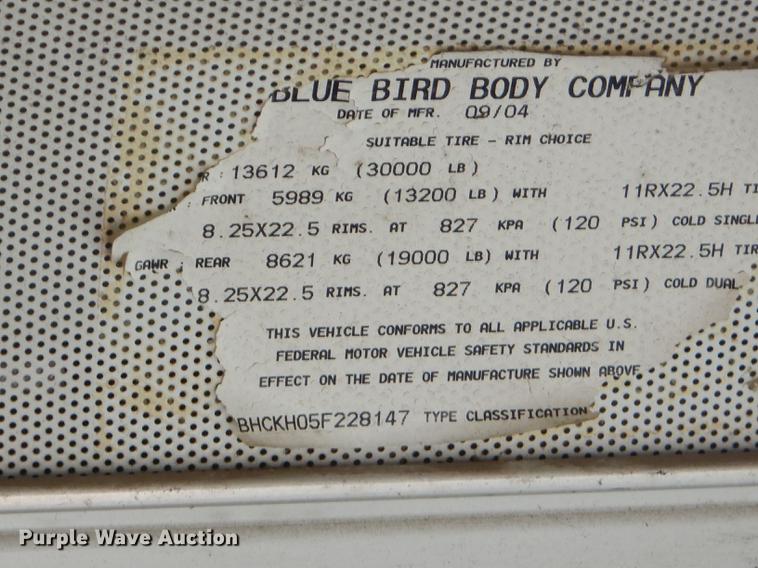 MANUFACTURED BY
BLUE BIRD BODY COMPANY
DATE OF MFR. 09/04
SUITABLE TIRE - RIM CHOICE
R : 13612 KG (30000 LB)
: FRONT 5989 KG (13200 LB) WITH 11RX22.5H TI
8.25X22.5 RIMS. AT 827 KPA (120 PSI) COLD SINGL
GAWR : REAR 8621 KG (19000 LB) WITH 11RX22.5H TIR
8.25X22.5 RIMS. AT 827 KPA (120 PSI) COLD DUAL
THIS VEHICLE CONFORMS TO ALL APPLICABLE U.S.
FEDERAL MOTOR VEHICLE SAFETY STANDARDS IN
EFFECT ON THE DATE OF MANUFACTURE SHOWN ABOVE
BHCKH05F228147 TYPE CLASSIFICATION
Purple Wave Auction